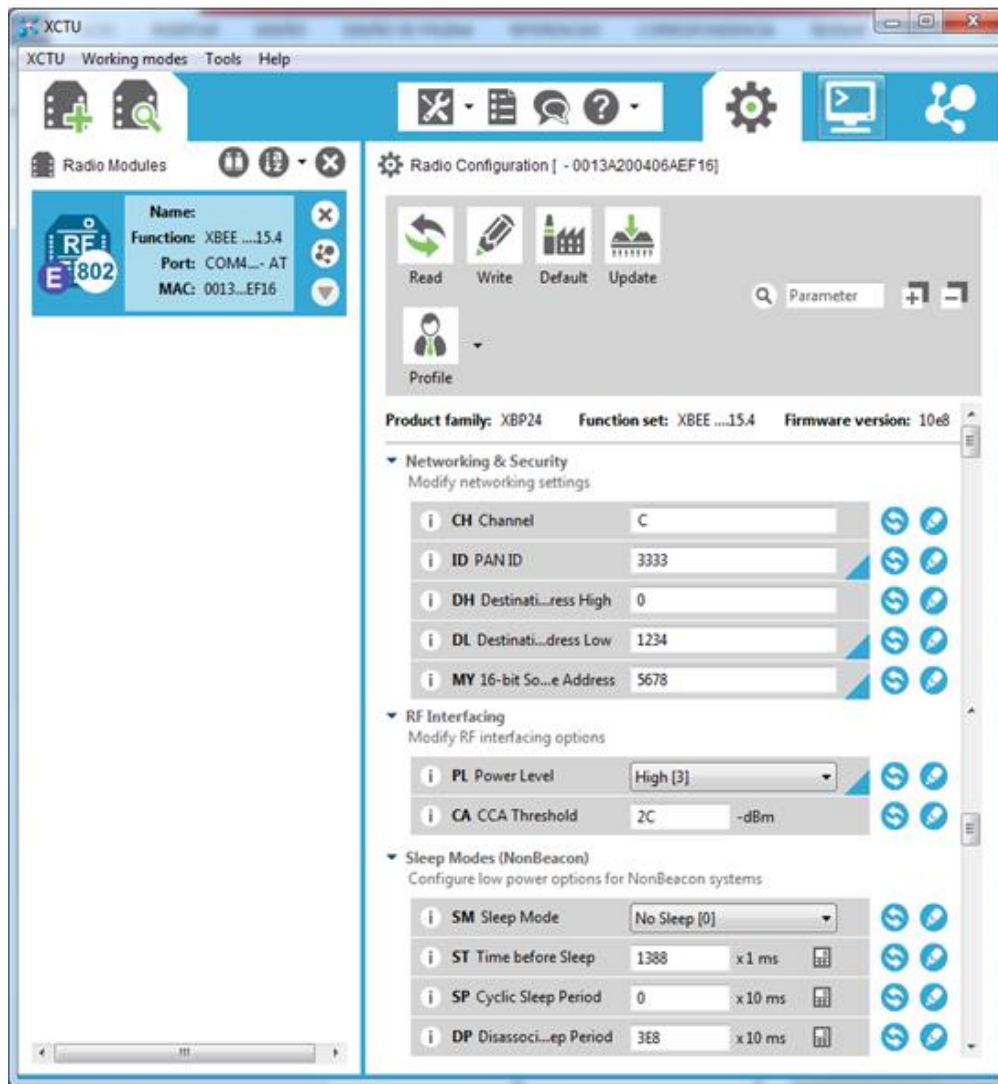 XCTU
XCTU Working modes Tools Help
Radio Modules
Radio Configuration [ - 0013A200406AEF16]
Name:
Function: XBEE ....15.4
Port: COM4...- AT
MAC: 0013...EF16
RF
E 802
Read Write Default Update
Parameter
Profile
Product family: XBP24 Function set: XBEE ....15.4 Firmware version: 10e8
Networking & Security
Modify networking settings
i CH Channel C
i ID PAN ID 3333
i DH Destinati...ress High 0
i DL Destinati...dress Low 1234
i MY 16-bit So...e Address 5678
RF Interfacing
Modify RF interfacing options
i PL Power Level High [3]
i CA CCA Threshold 2C -dBm
Sleep Modes (NonBeacon)
Configure low power options for NonBeacon systems
i SM Sleep Mode No Sleep [0]
i ST Time before Sleep 1388 x 1 ms
i SP Cyclic Sleep Period 0 x 10 ms
i DP Disassoci...ep Period 3E8 x 10 ms